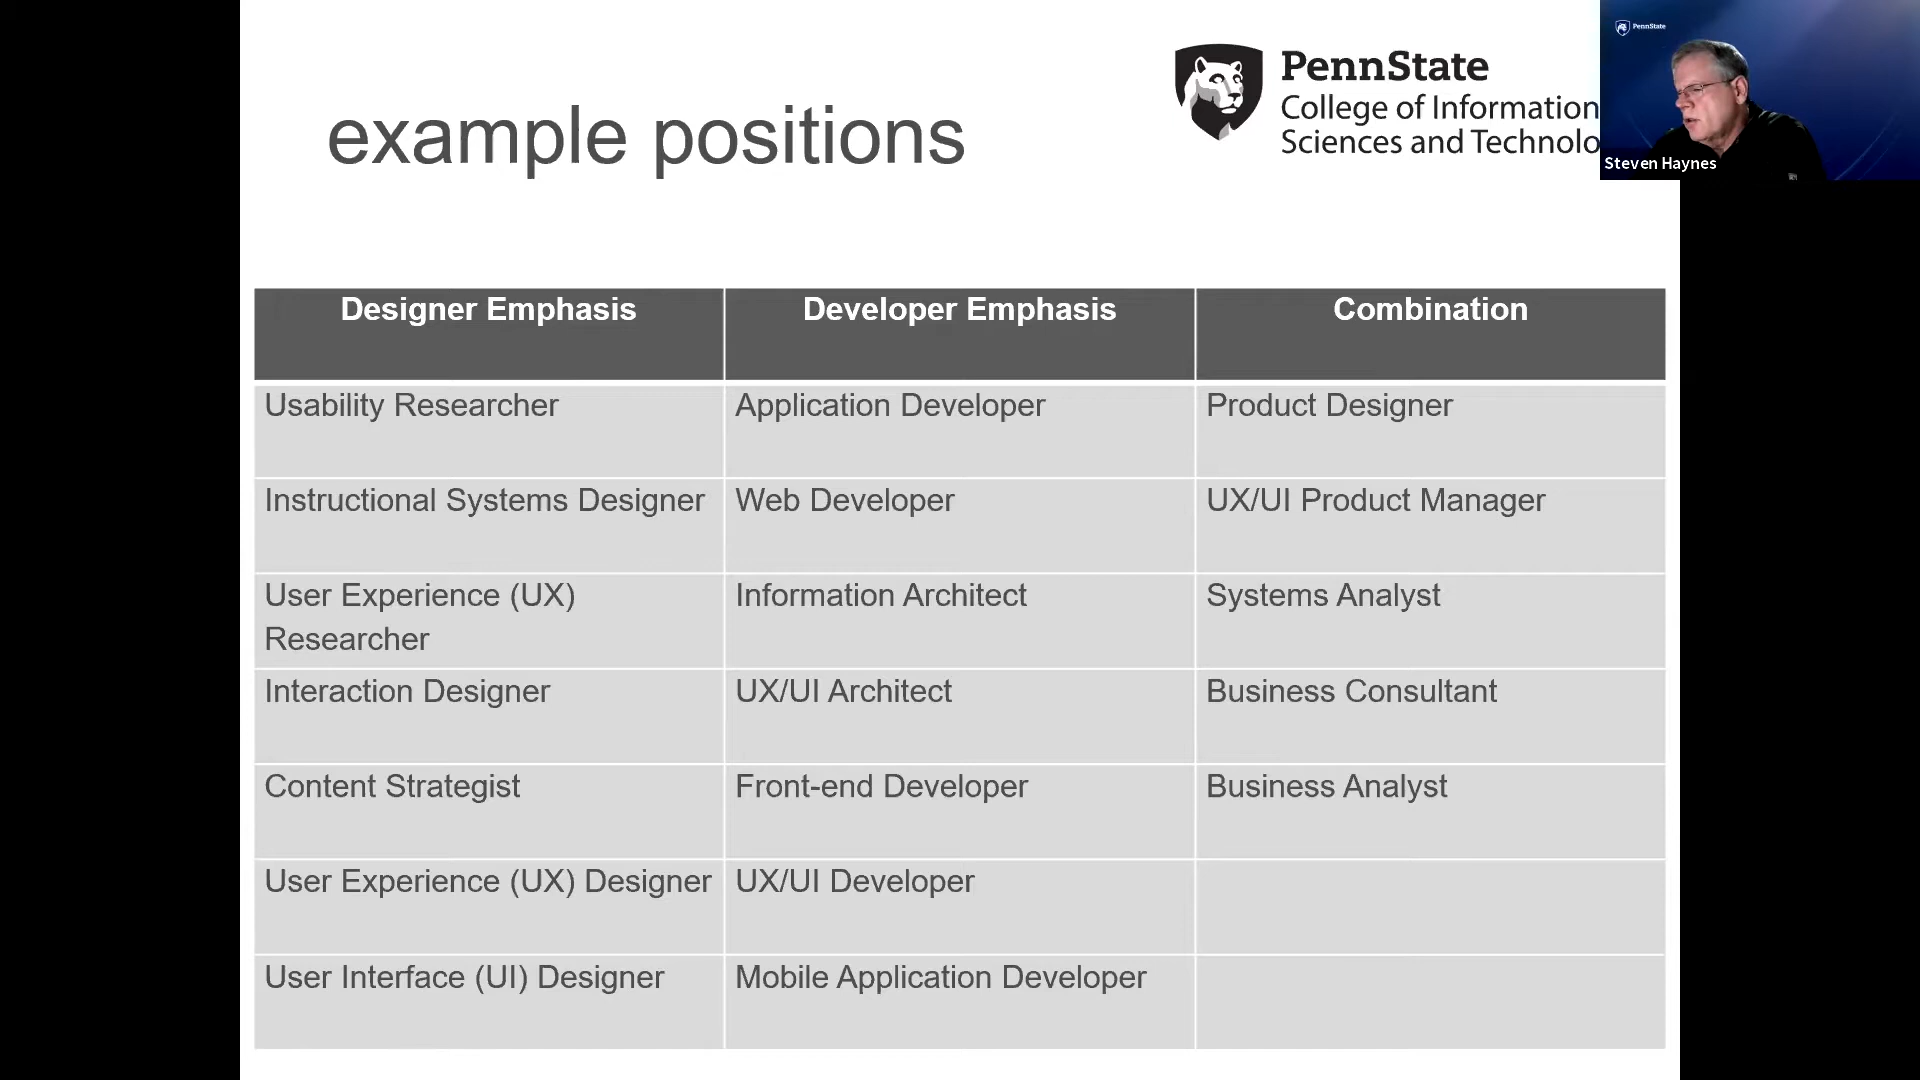 example positions
PennState
College of Information
Sciences and Technolo
PennState
Steven Haynes
Designer Emphasis
Developer Emphasis
Combination
Usability Researcher
Application Developer
Product Designer
Instructional Systems Designer
Web Developer
UX/UI Product Manager
User Experience (UX)
Researcher
Information Architect
Systems Analyst
Interaction Designer
UX/UI Architect
Business Consultant
Content Strategist
Front-end Developer
Business Analyst
User Experience (UX) Designer
UX/UI Developer
User Interface (UI) Designer
Mobile Application Developer